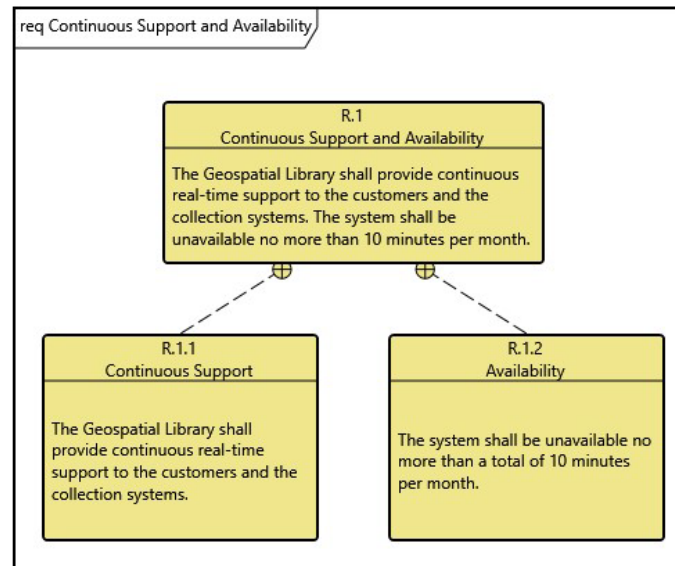 req Continuous Support and Availability
R.1
Continuous Support and Availability
The Geospatial Library shall provide continuous
real-time support to the customers and the
collection systems. The system shall be
unavailable no more than 10 minutes per month.
R.1.1
Continuous Support
The Geospatial Library shall
provide continuous real-time
support to the customers and the
collection systems.
R.1.2
Availability
The system shall be unavailable no
more than a total of 10 minutes
per month.